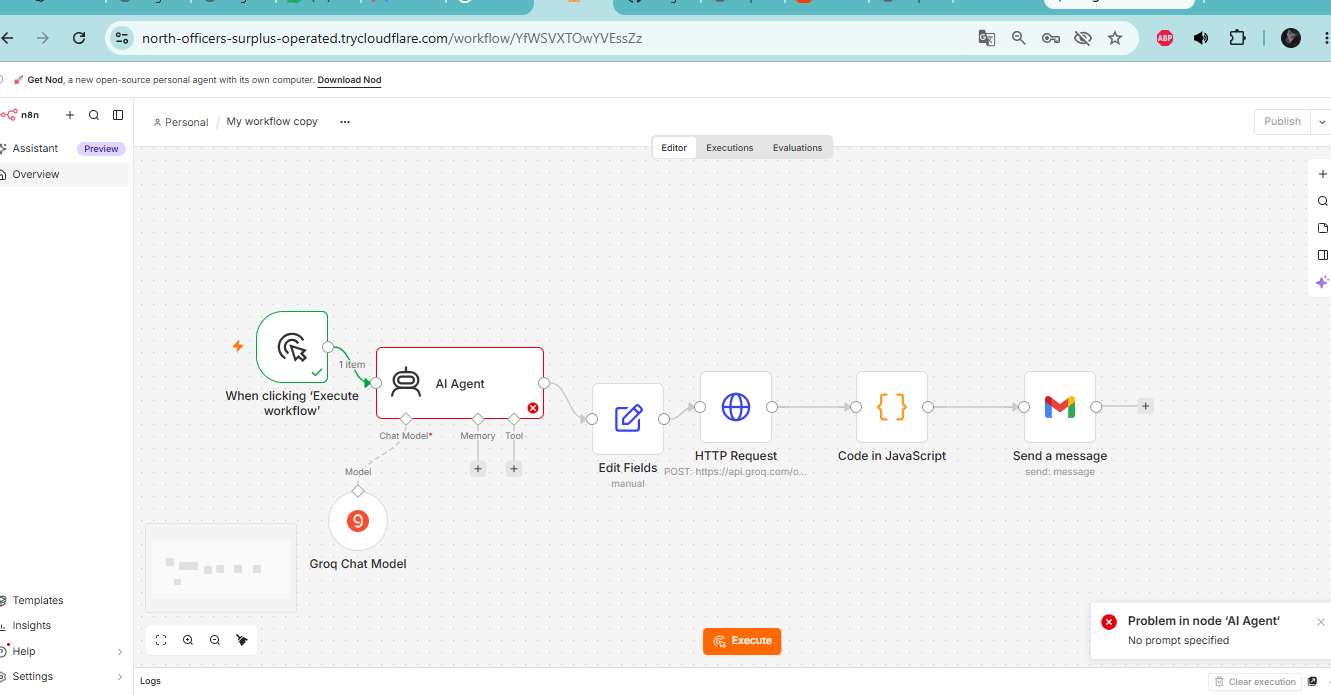 north-officers-surplus-operated.trycloudflare.com/workflow/YfWSVXTOwYVEssZz
ABP
Get Nod, a new open-source personal agent with its own computer. Download Nod
n8n
Personal / My workflow copy ...
Publish
Editor Executions Evaluations
Assistant Preview
Overview
1 item
AI Agent
When clicking ‘Execute
workflow’
Chat Model* Memory Tool
Model
Groq Chat Model
Edit Fields
manual
HTTP Request
POST: https://api.groq.com/o...
Code in JavaScript
Send a message
send: message
Templates
Insights
Help
Settings
Execute
Problem in node ‘AI Agent’
No prompt specified
Logs
Clear execution